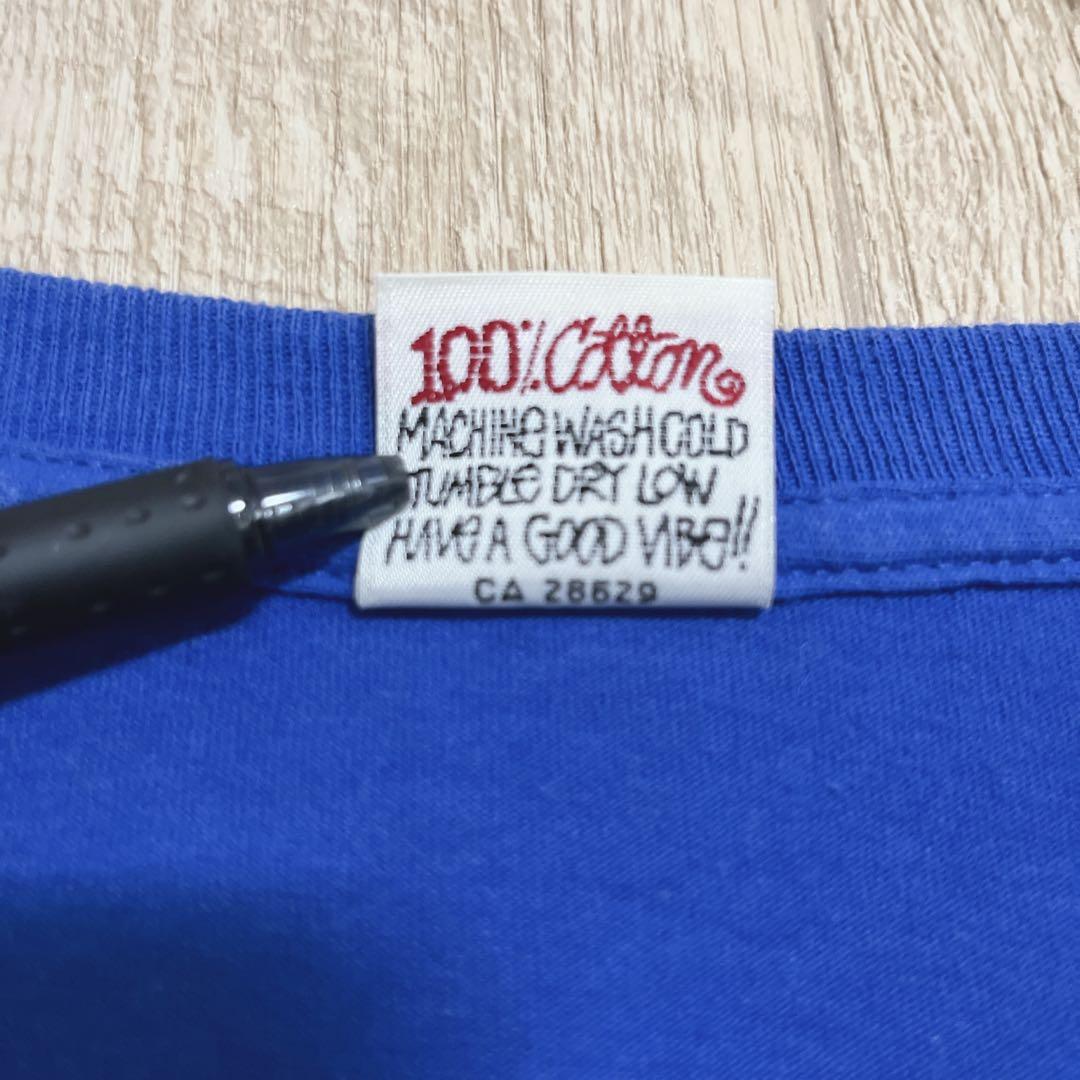 100% Cotton
MACHINE WASH COLD
TUMBLE DRY LOW
HAVE A GOOD VIBE!!
CA 28629